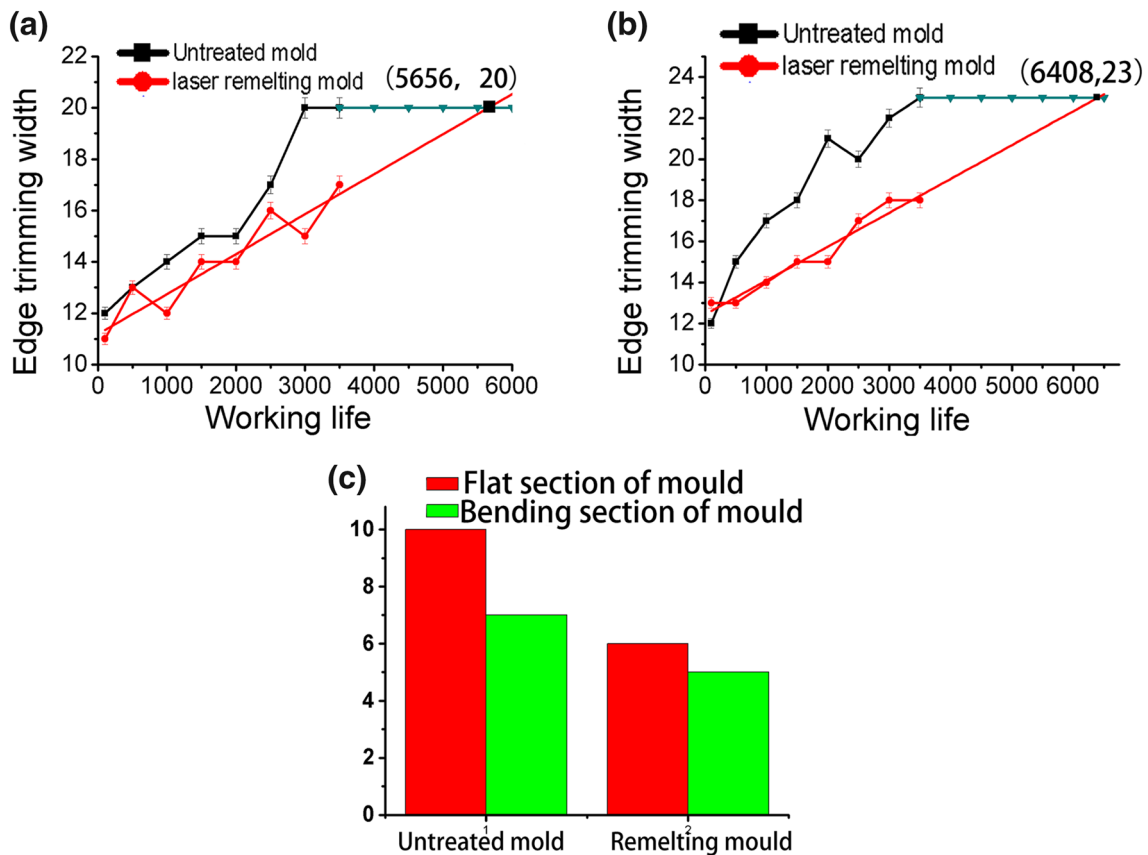 (a)
Untreated mold
laser remelting mold
(5656, 20)
22
20
18
16
14
12
10
Edge trimming width
0 1000 2000 3000 4000 5000 6000
Working life
(b)
Untreated mold
laser remelting mold
(6408,23)
24
22
20
18
16
14
12
10
Edge trimming width
0 1000 2000 3000 4000 5000 6000
Working life
(c)
Flat section of mould
Bending section of mould
10
8
6
4
2
0
1 2
Untreated mold Remelting mould